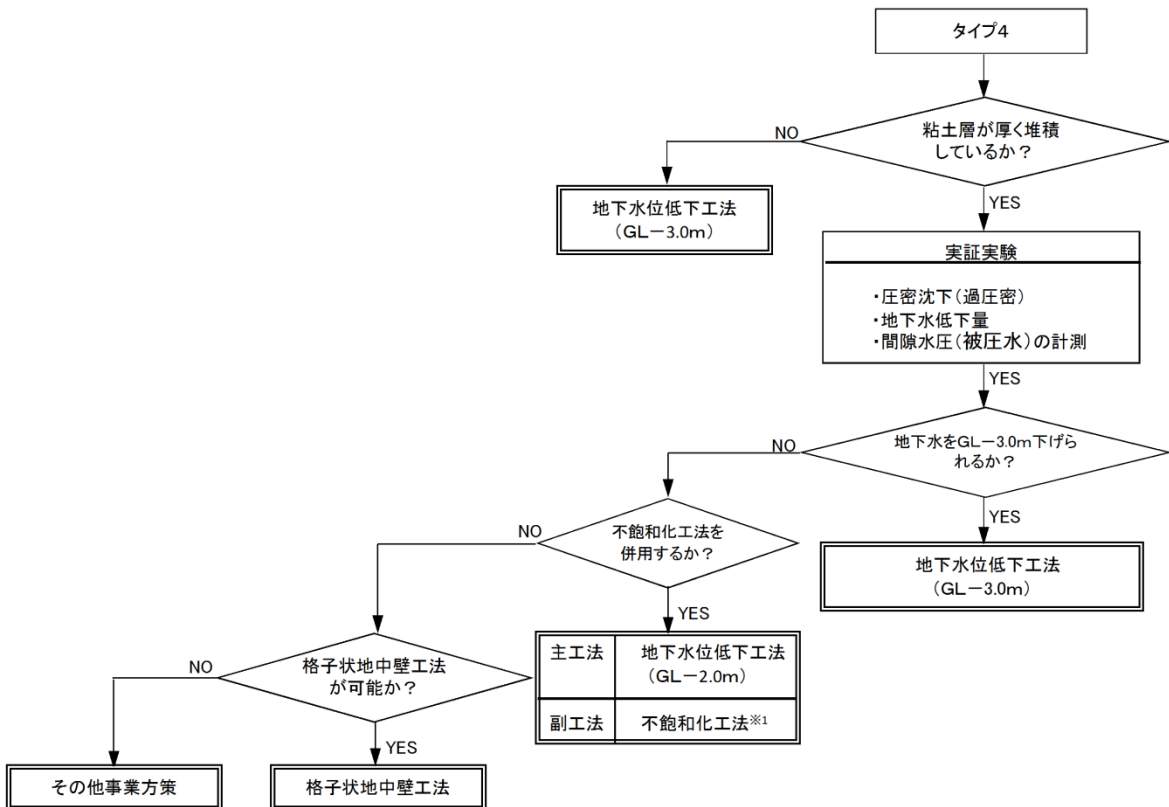 タイプ4
粘土層が厚く堆積
しているか？
NO
YES
地下水位低下工法
（GL－3.0m）
実証実験
・圧密沈下（過圧密）
・地下水低下量
・間隙水圧（被圧水）の計測
YES
地下水をGL－3.0m下げら
れるか？
NO
YES
地下水位低下工法
（GL－3.0m）
不飽和化工法を
併用するか？
NO
YES
主工法 地下水位低下工法
（GL－2.0m）
副工法 不飽和化工法※1
格子状地中壁工法
が可能か？
NO
YES
その他事業方策
格子状地中壁工法